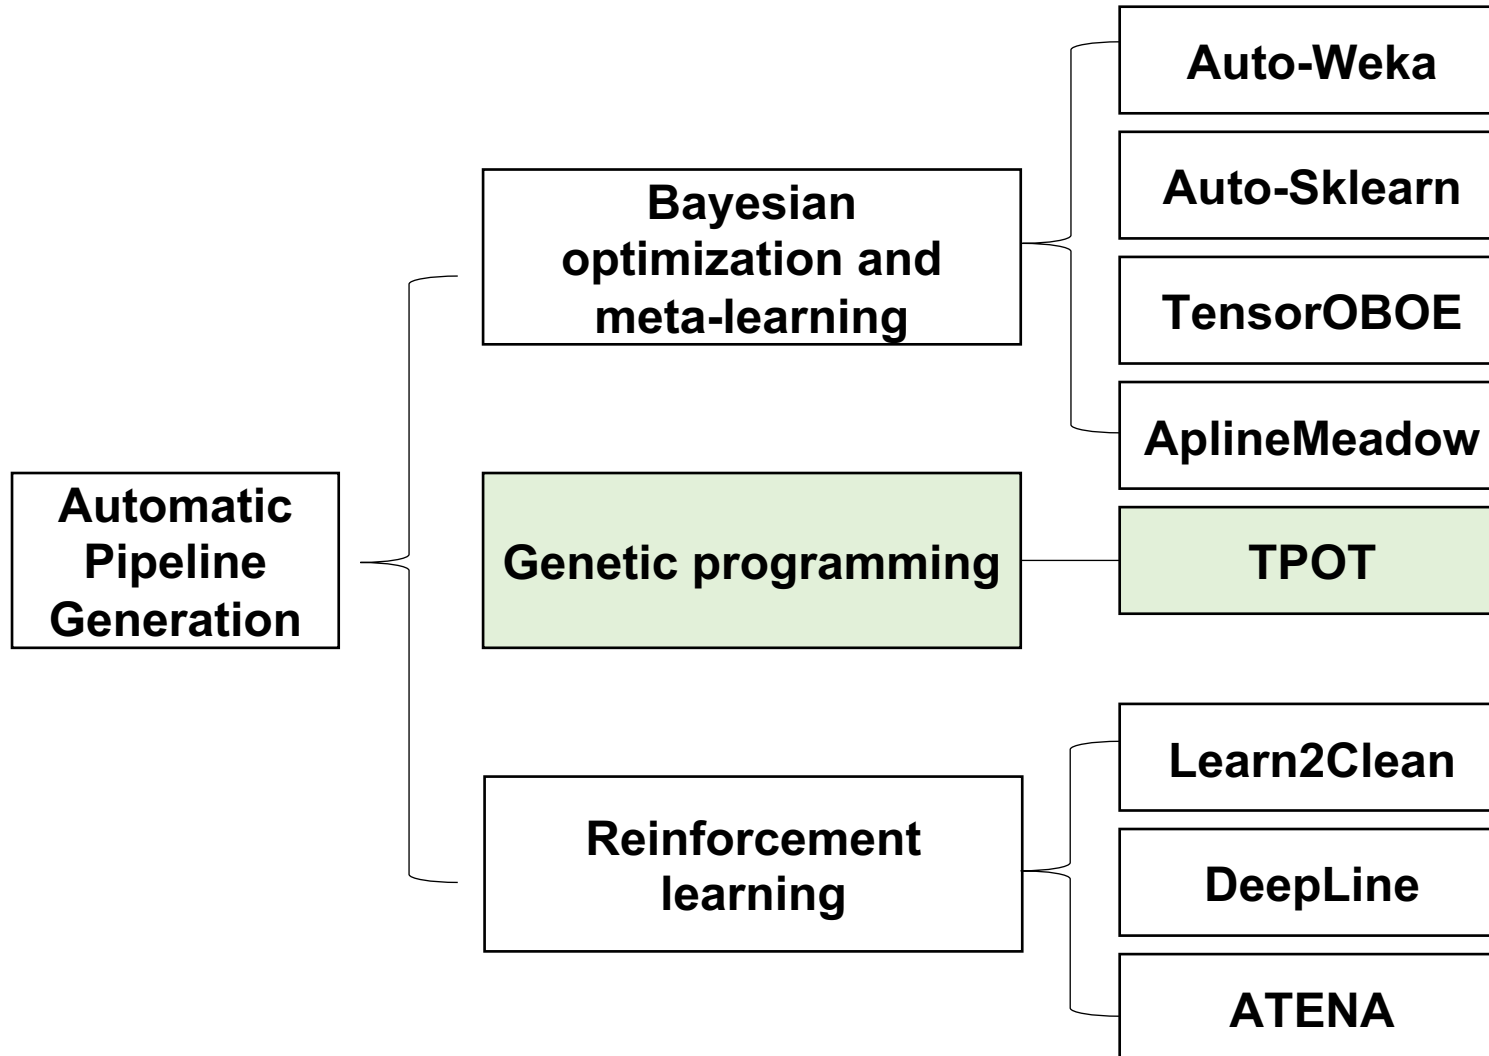 Automatic
Pipeline
Generation
Bayesian
optimization and
meta-learning
Auto-Weka
Auto-Sklearn
TensorOBOE
AplineMeadow
Genetic programming
TPOT
Reinforcement
learning
Learn2Clean
DeepLine
ATENA